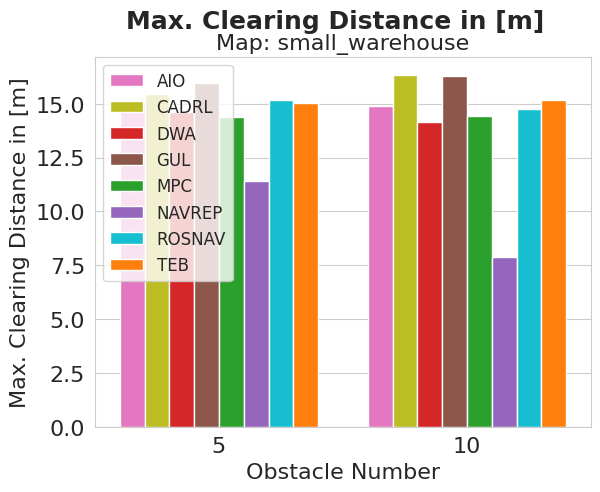 Max. Clearing Distance in [m]
Map: small_warehouse
Max. Clearing Distance in [m]
15.0
12.5
10.0
7.5
5.0
2.5
0.0
AIO
CADRL
DWA
GUL
MPC
NAVREP
ROSNAV
TEB
5
10
Obstacle Number